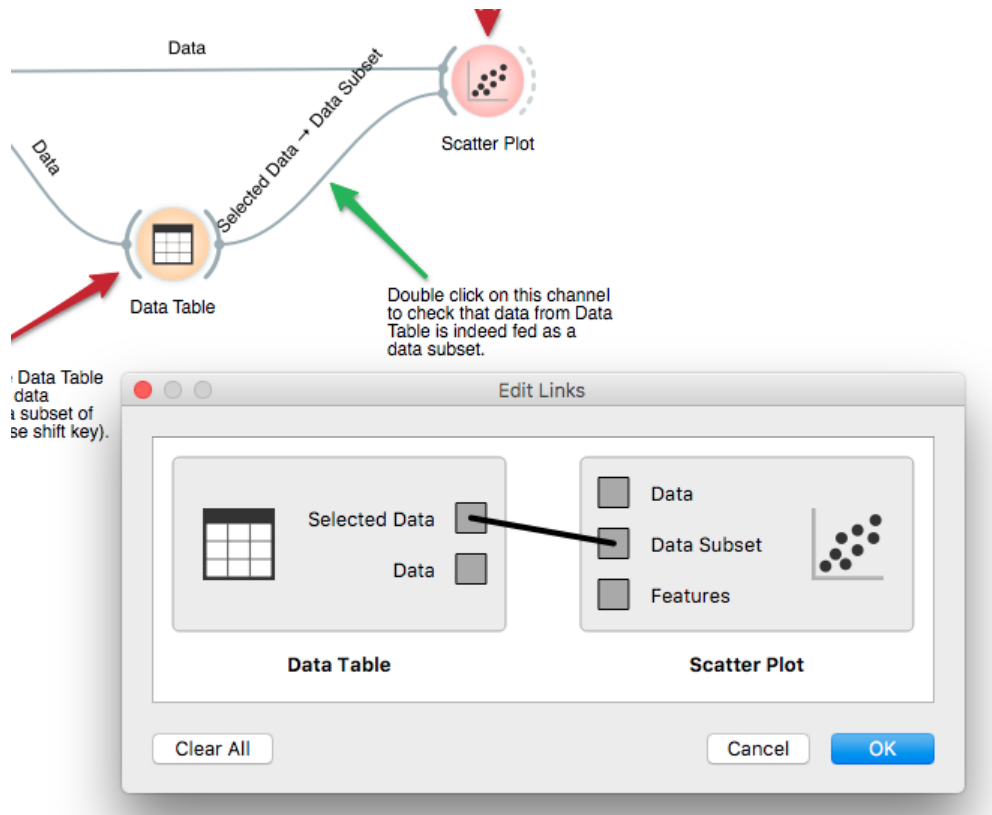 Data
Data
Selected Data → Data Subset
Scatter Plot
Data Table
Double click on this channel
to check that data from Data
Table is indeed fed as a
data subset.
Data Table
data
subset of
se shift key).
Edit Links
Selected Data
Data
Data
Data Subset
Features
Data Table
Scatter Plot
Clear All
Cancel
OK